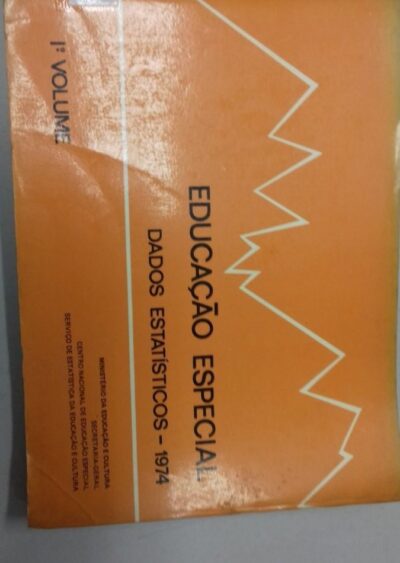 EDUCAÇÃO ESPECIAL
DADOS ESTATÍSTICOS - 1974
1º VOLUME
MINISTÉRIO DA EDUCAÇÃO E CULTURA
SECRETARIA-GERAL
CENTRO NACIONAL DE EDUCAÇÃO ESPECIAL
SERVIÇO DE ESTATÍSTICA DA EDUCAÇÃO E CULTURA